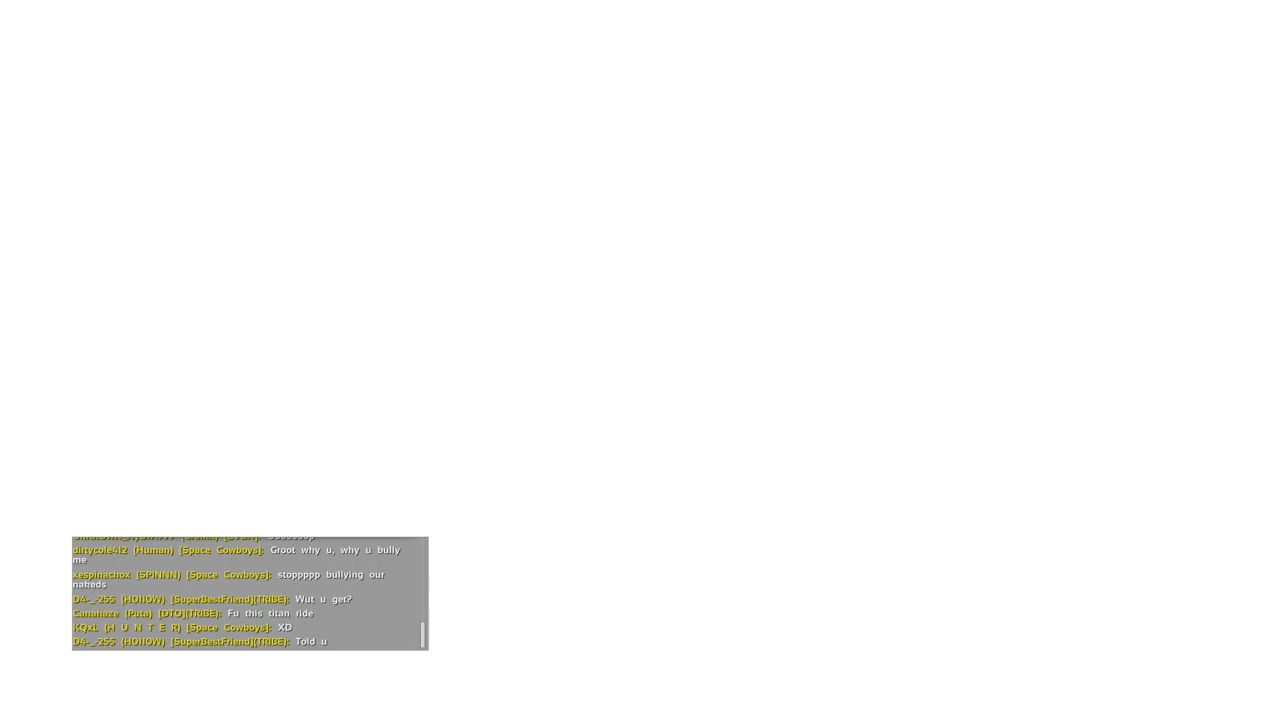 dirtycole412 (Human) [Space Cowboys]: Groot why u, why u bully
me
xespinachox (SPINNN) [Space Cowboys]: stoppppp bullying our
nakeds
D4-_-255 (HOllOW) [SuperBestFriend](TRIBE): Wut u get?
Canahaze (Puta) [DTO](TRIBE): Fu this titan ride
KQxL (H U N T E R) [Space Cowboys]: XD
D4-_-255 (HOllOW) [SuperBestFriend](TRIBE): Told u